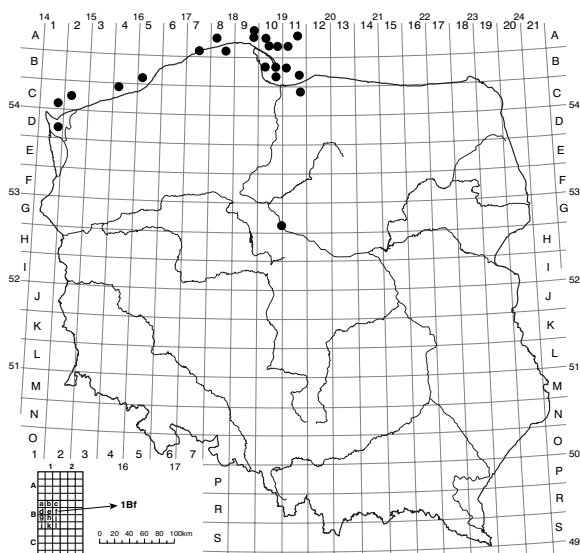 14 1 2 15 3 4 16 5 6 17 7 8 18 9 10 19 11 12 20 13 14 21 15 16 22 17 18 23 19 20 24 21
A A
B B
C C
54 54
D D
E E
F F
53 53
G G
H H
I I
52 52
J J
K K
L L
51 51
M M
N N
O O
1 2 3 4 5 6 7 50
16 17
P P
R R
S S
49
1 2
A
B
C
a b c
d e f
g h i
j k l
1Bf
0 20 40 60 80 100km